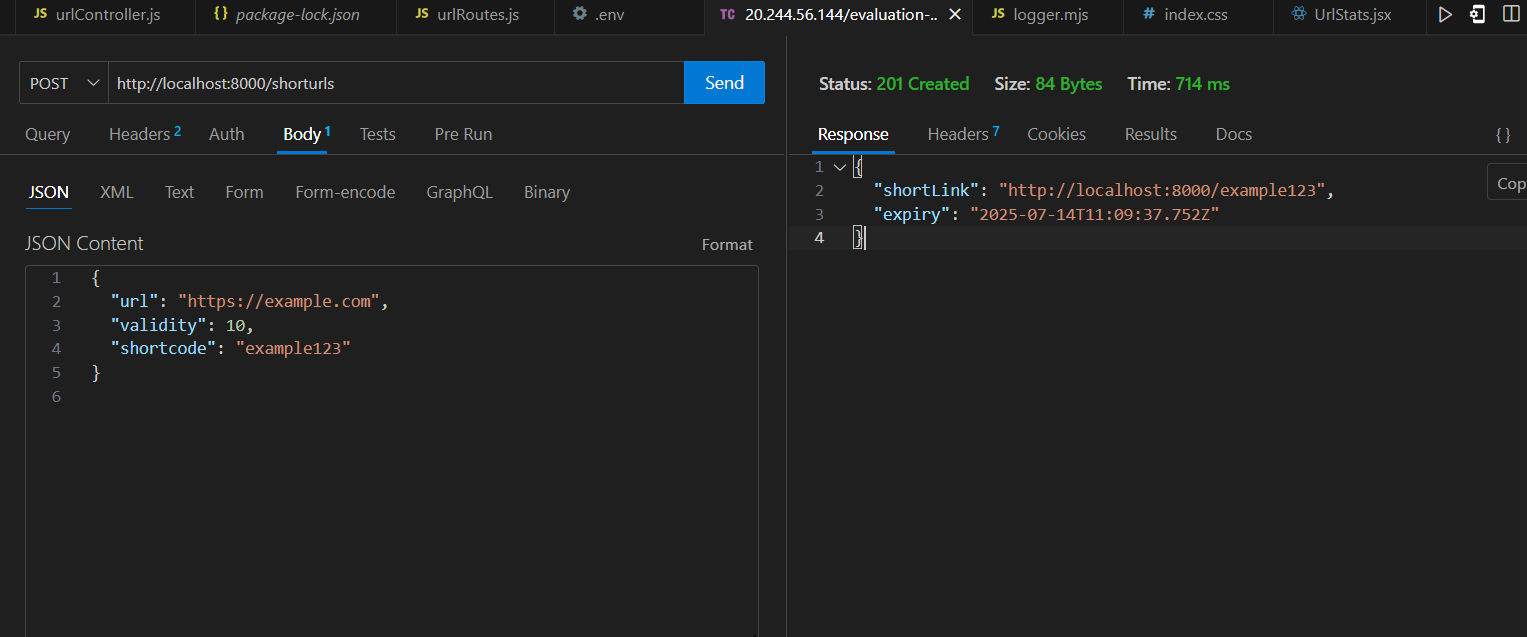 JS urlController.js {} package-lock.json JS urlRoutes.js .env TC 20.244.56.144/evaluation-.. JS logger.mjs # index.css UrlStats.jsx
POST http://localhost:8000/shorturls Send
Query Headers 2 Auth Body 1 Tests Pre Run
JSON XML Text Form Form-encode GraphQL Binary
JSON Content Format
1 {
2 "url": "https://example.com",
3 "validity": 10,
4 "shortcode": "example123"
5 }
6
Status: 201 Created Size: 84 Bytes Time: 714 ms
Response Headers 7 Cookies Results Docs {}
1 {
2 "shortLink": "http://localhost:8000/example123",
3 "expiry": "2025-07-14T11:09:37.752Z"
4 }
Cop